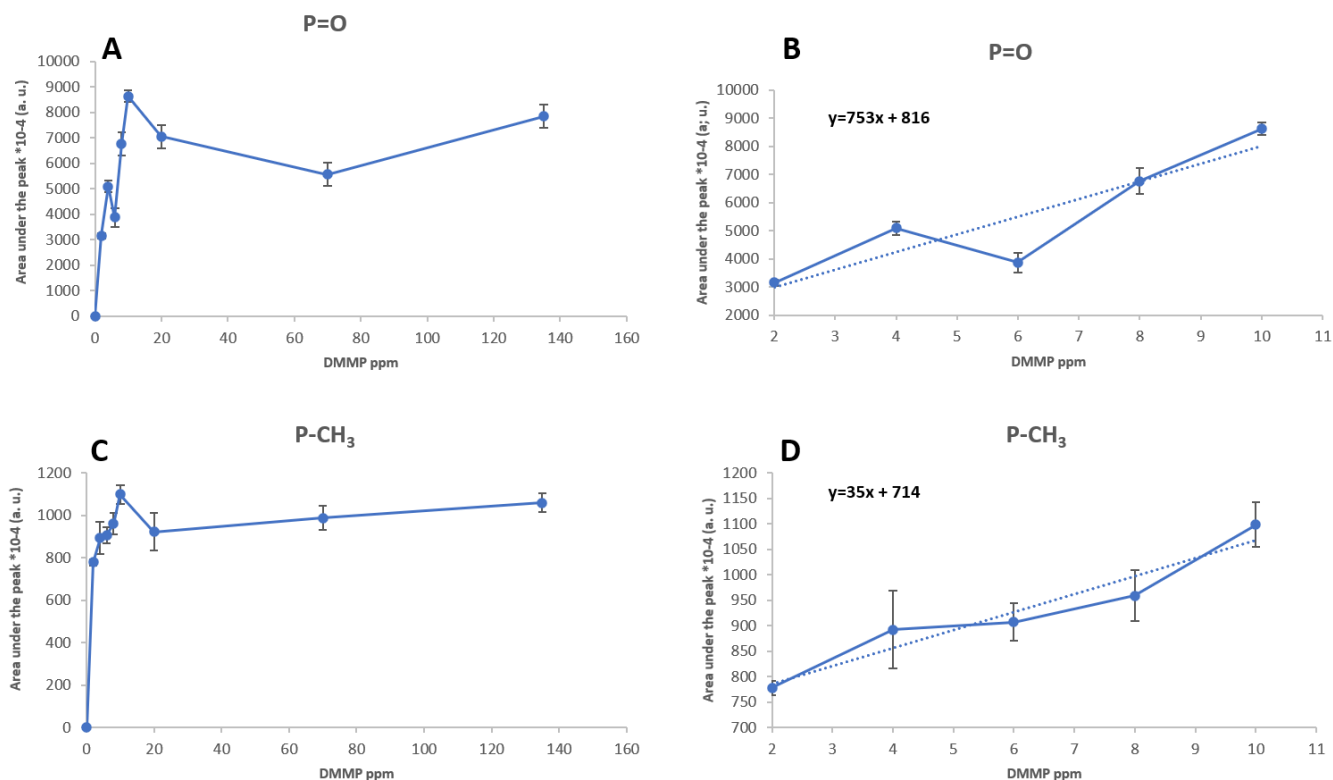 A
P=O
Area under the peak *10-4 (a. u.)
10000
9000
8000
7000
6000
5000
4000
3000
2000
1000
0
0 20 40 60 80 100 120 140 160
DMMP ppm
B
P=O
y=753x + 816
Area under the peak *10-4 (a; u.)
10000
9000
8000
7000
6000
5000
4000
3000
2000
2 3 4 5 6 7 8 9 10 11
DMMP ppm
C
P-CH₃
Area under the peak *10-4 (a. u.)
1200
1000
800
600
400
200
0
0 20 40 60 80 100 120 140 160
DMMP ppm
D
P-CH₃
y=35x + 714
Area under the peak *10-4 (a. u.)
1200
1150
1100
1050
1000
950
900
850
800
750
700
2 3 4 5 6 7 8 9 10 11
DMMP ppm